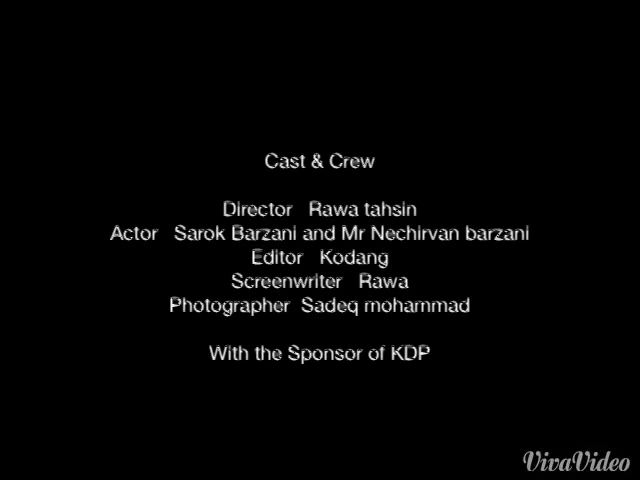 Cast & Crew
Director Rawa tahsin
Actor Sarok Barzani and Mr Nechirvan barzani
Editor Kodang
Screenwriter Rawa
Photographer Sadeq mohammad
With the Sponsor of KDP
VivaVideo